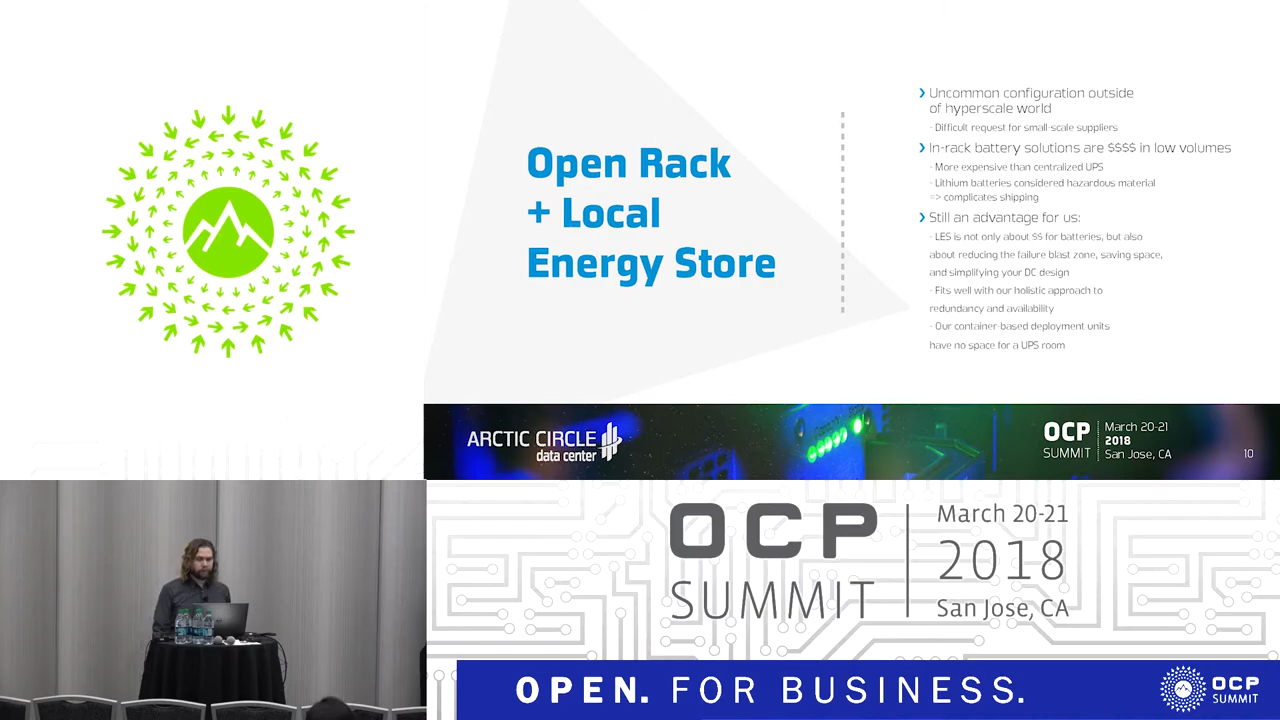 Open Rack
+ Local
Energy Store
› Uncommon configuration outside
of hyperscale world
- Difficult request for small-scale suppliers
› In-rack battery solutions are $$$$ in low volumes
- More expensive than centralized UPS
- Lithium batteries considered hazardous material
=> complicates shipping
› Still an advantage for us:
- LES is not only about $$ for batteries, but also
about reducing the failure blast zone, saving space,
and simplifying your DC design
- Fits well with our holistic approach to
redundancy and availability
- Our container-based deployment units
have no space for a UPS room
ARCTIC CIRCLE
data center
OCP
SUMMIT
March 20-21
2018
San Jose, CA
10
OCP
SUMMIT
March 20-21
2018
San Jose, CA
OPEN. FOR BUSINESS.
OCP
SUMMIT